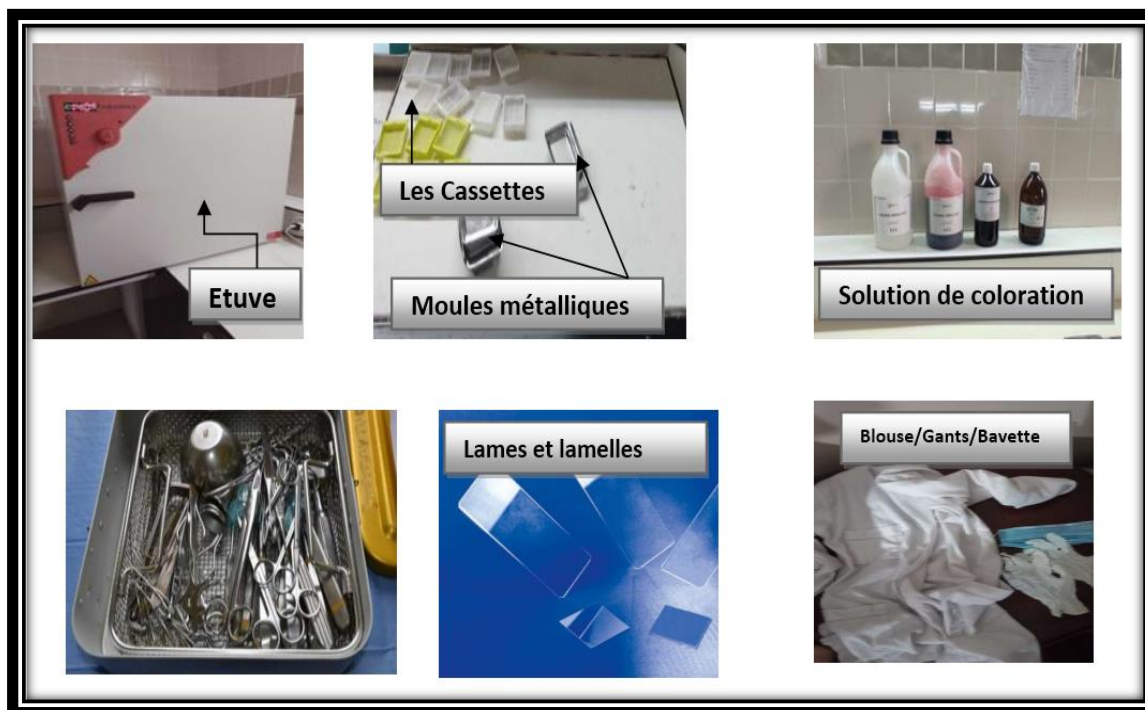 Etuve
Les Cassettes
Moules métalliques
Solution de coloration
Lames et lamelles
Blouse/Gants/Bavette